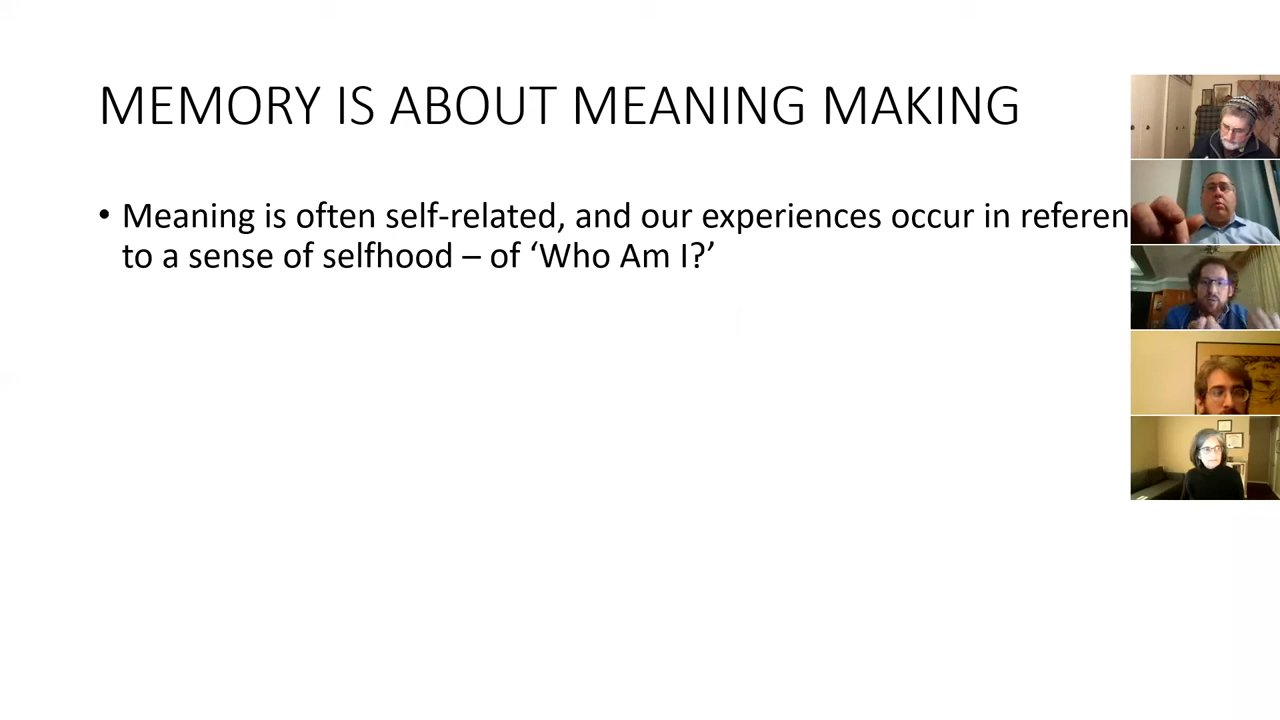 MEMORY IS ABOUT MEANING MAKING
• Meaning is often self-related, and our experiences occur in referen
to a sense of selfhood – of ‘Who Am I?’